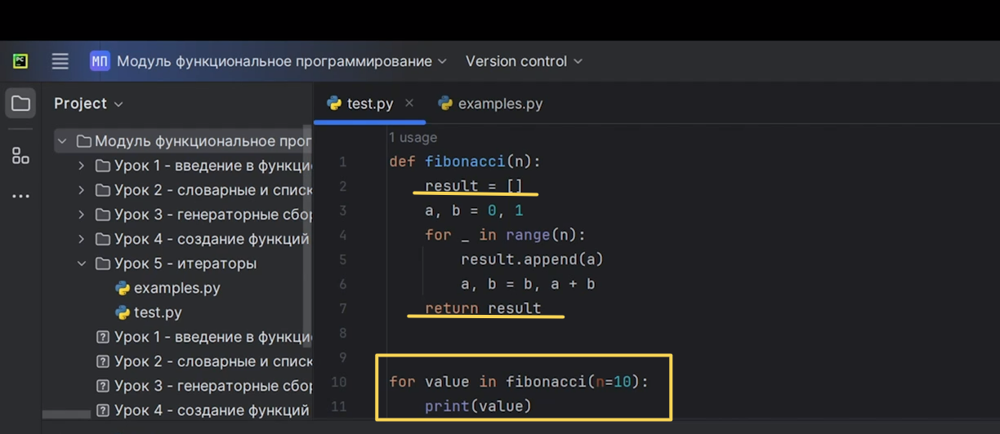 PC
МП Модуль функциональное программирование Version control
Project
test.py × examples.py
Модуль функциональное прог
Урок 1 - введение в функци
Урок 2 - словарные и списк
Урок 3 - генераторные сбор
Урок 4 - создание функций
Урок 5 - итераторы
examples.py
test.py
? Урок 1 - введение в функци
? Урок 2 - словарные и списк
? Урок 3 - генераторные сбор
? Урок 4 - создание функций
1 usage
1 def fibonacci(n):
2 result = []
3 a, b = 0, 1
4 for _ in range(n):
5 result.append(a)
6 a, b = b, a + b
7 return result
8
9
10 for value in fibonacci(n=10):
11 print(value)